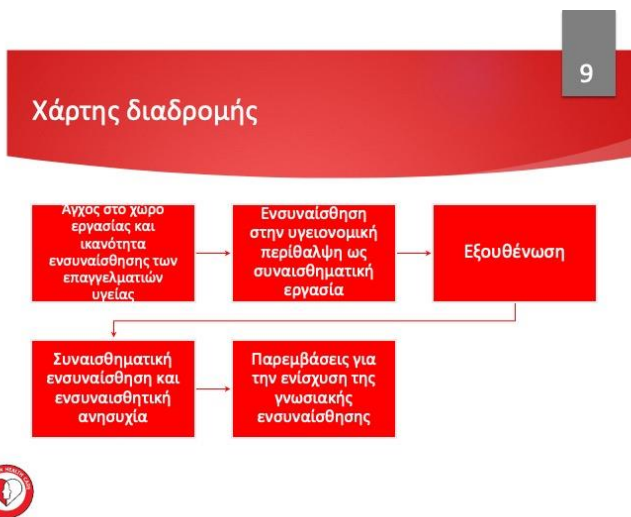 9
Χάρτης διαδρομής
Άγχος στο χώρο
εργασίας και
ικανότητα
ενσυναίσθησης των
επαγγελματιών
υγείας
Ενσυναίσθηση
στην υγειονομική
περίθαλψη ως
συναισθηματική
εργασία
Εξουθένωση
Συναισθηματική
ενσυναίσθηση και
ενσυναισθητική
ανησυχία
Παρεμβάσεις για
την ενίσχυση της
γνωσιακής
ενσυναίσθησης
HEALTH